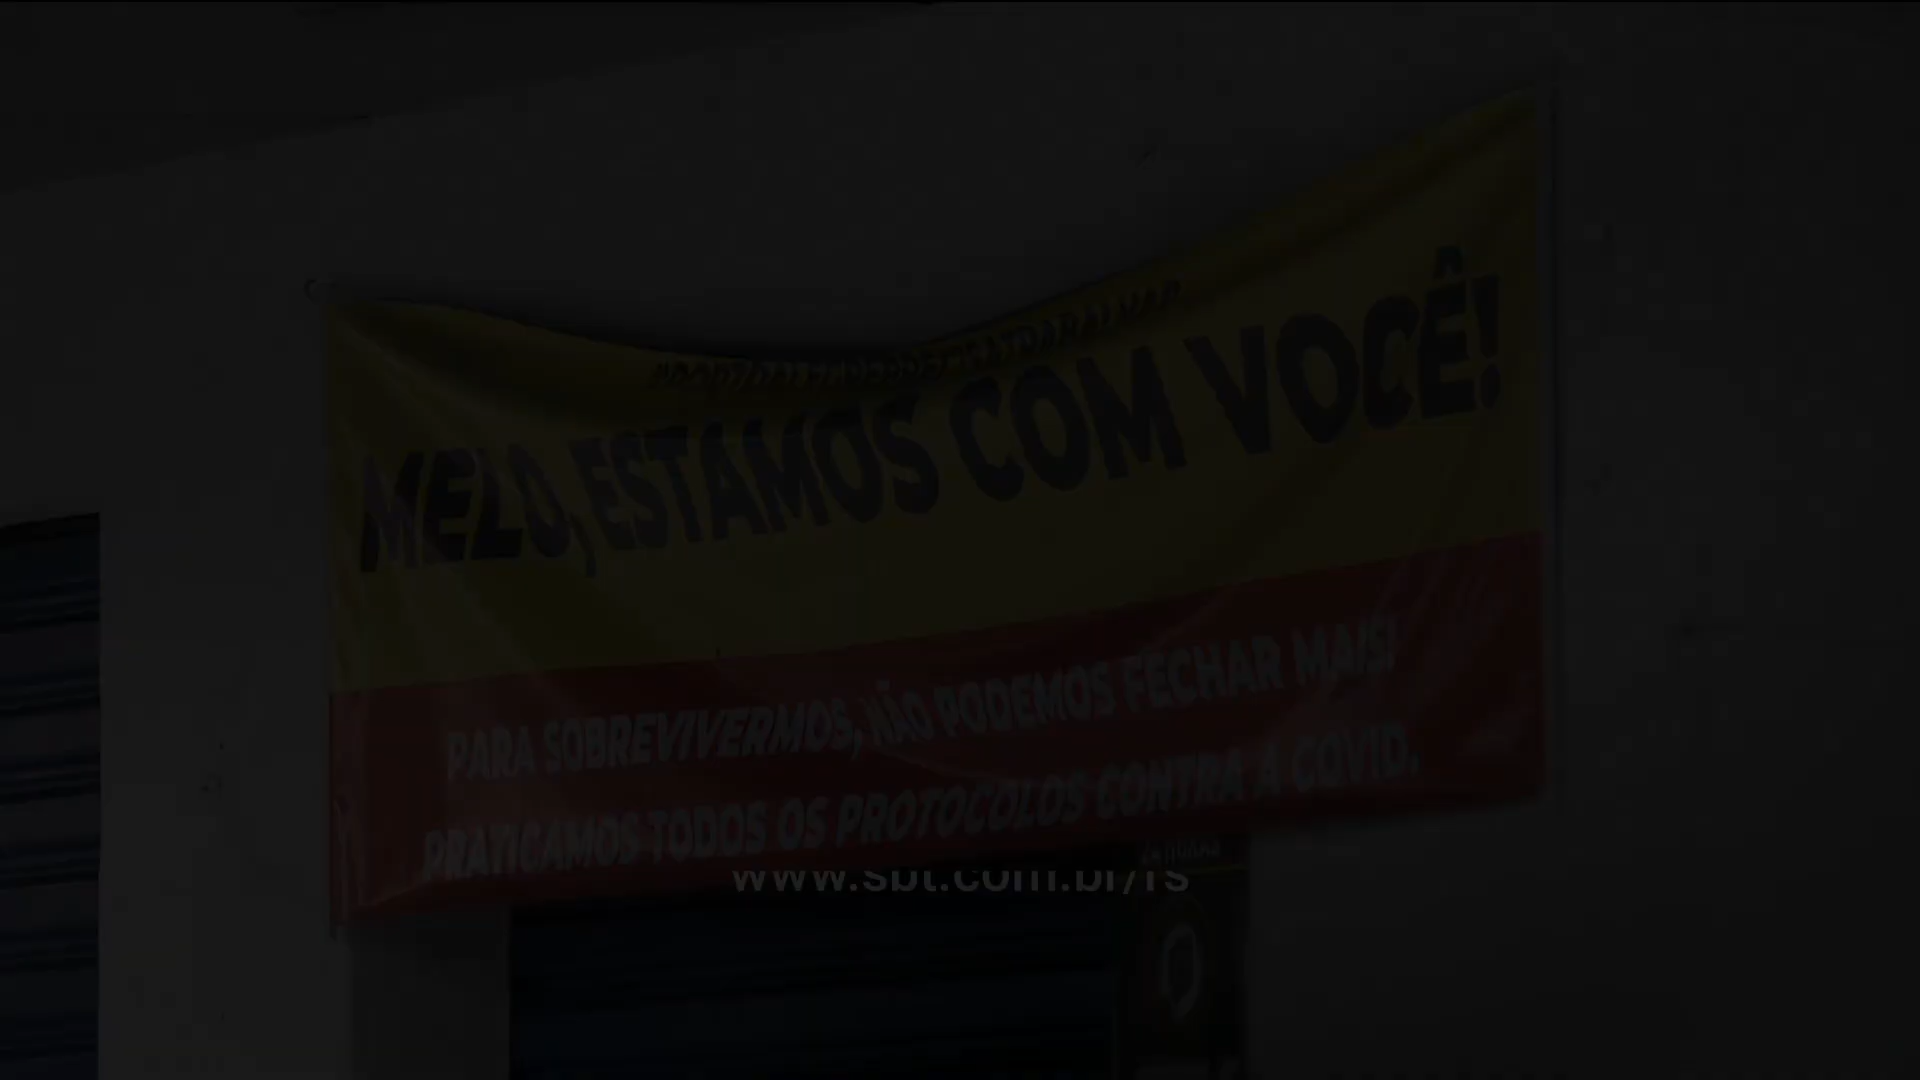 MELO, ESTAMOS COM VOCÊ!
PARA SOBREVIVERMOS, NÃO PODEMOS FECHAR MAIS!
PRATICAMOS TODOS OS PROTOCOLOS CONTRA A COVID.
www.sbt.com.br/rs